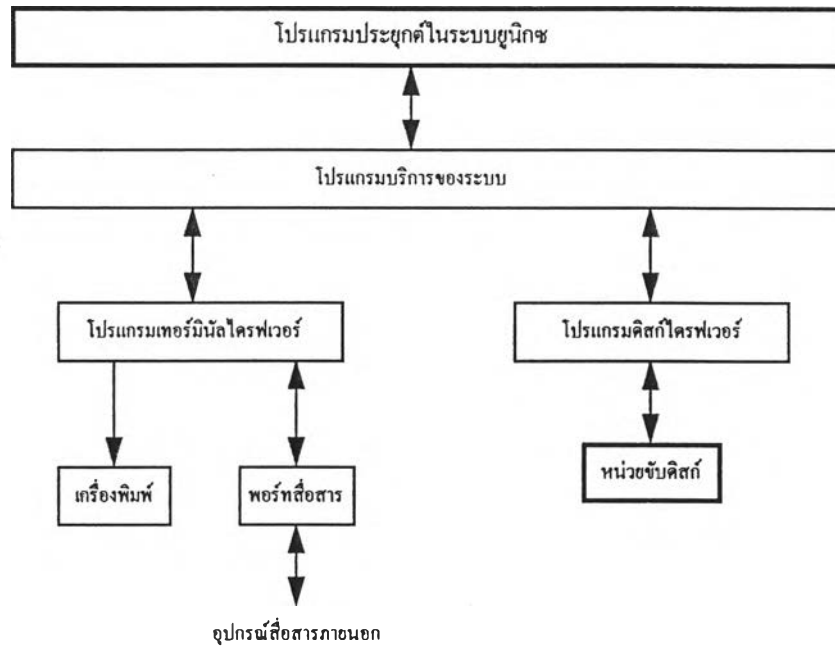 โปรแกรมประยุกต์ในระบบยูนิกซ
โปรแกรมบริการของระบบ
โปรแกรมเทอร์มินัลไดรฟเวอร์
โปรแกรมดิสก์ไดรฟเวอร์
เครื่องพิมพ์
พอร์ทสื่อสาร
หน่วยขับดิสก์
อุปกรณ์สื่อสารภายนอก